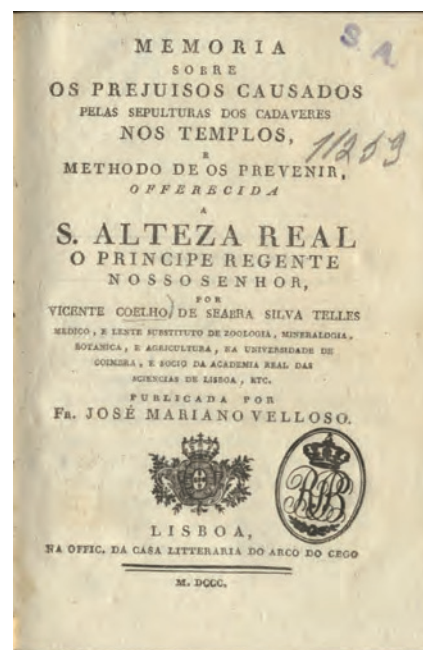 MEMORIA
SOBRE
OS PREJUISOS CAUSADOS
PELAS SEPULTURAS DOS CADAVERES
NOS TEMPLOS,
E
METHODO DE OS PREVENIR,
OFFERECIDA
A
S. ALTEZA REAL
O PRINCIPE REGENTE
NOSSO SENHOR,
POR
VICENTE COELHO DE SEABRA SILVA TELLES
MEDICO, E LENTE SUBSTITUTO DE ZOOLOGIA, MINERALOGIA,
BOTANICA, E AGRICULTURA, NA UNIVERSIDADE DE
COIMBRA, E SOCIO DA ACADEMIA REAL DAS
SCIENCIAS DE LISBOA, ETC.
PUBLICADA POR
FR. JOSÉ MARIANO VELLOSO.
LISBOA,
NA OFFIC. DA CASA LITTERARIA DO ARCO DO CEGO
M. DCCC.
S. A.
11259